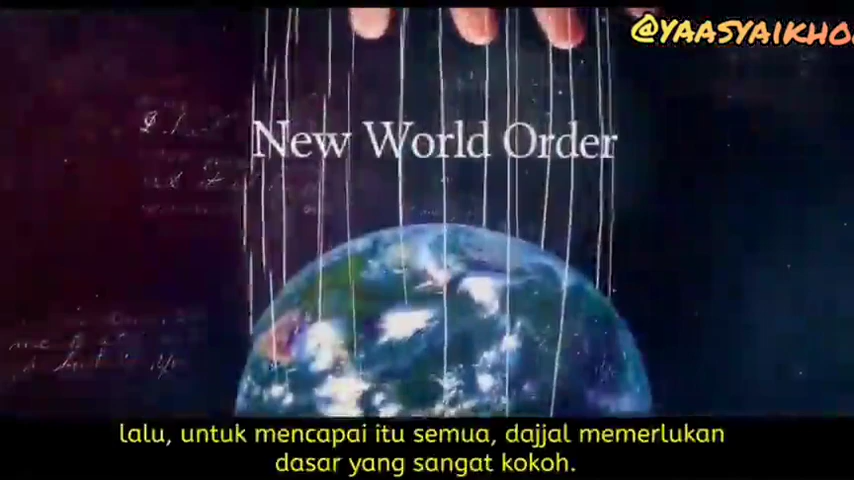 @YAASYAIKHO
New World Order
lalu, untuk mencapai itu semua, dajjal memerlukan
dasar yang sangat kokoh.